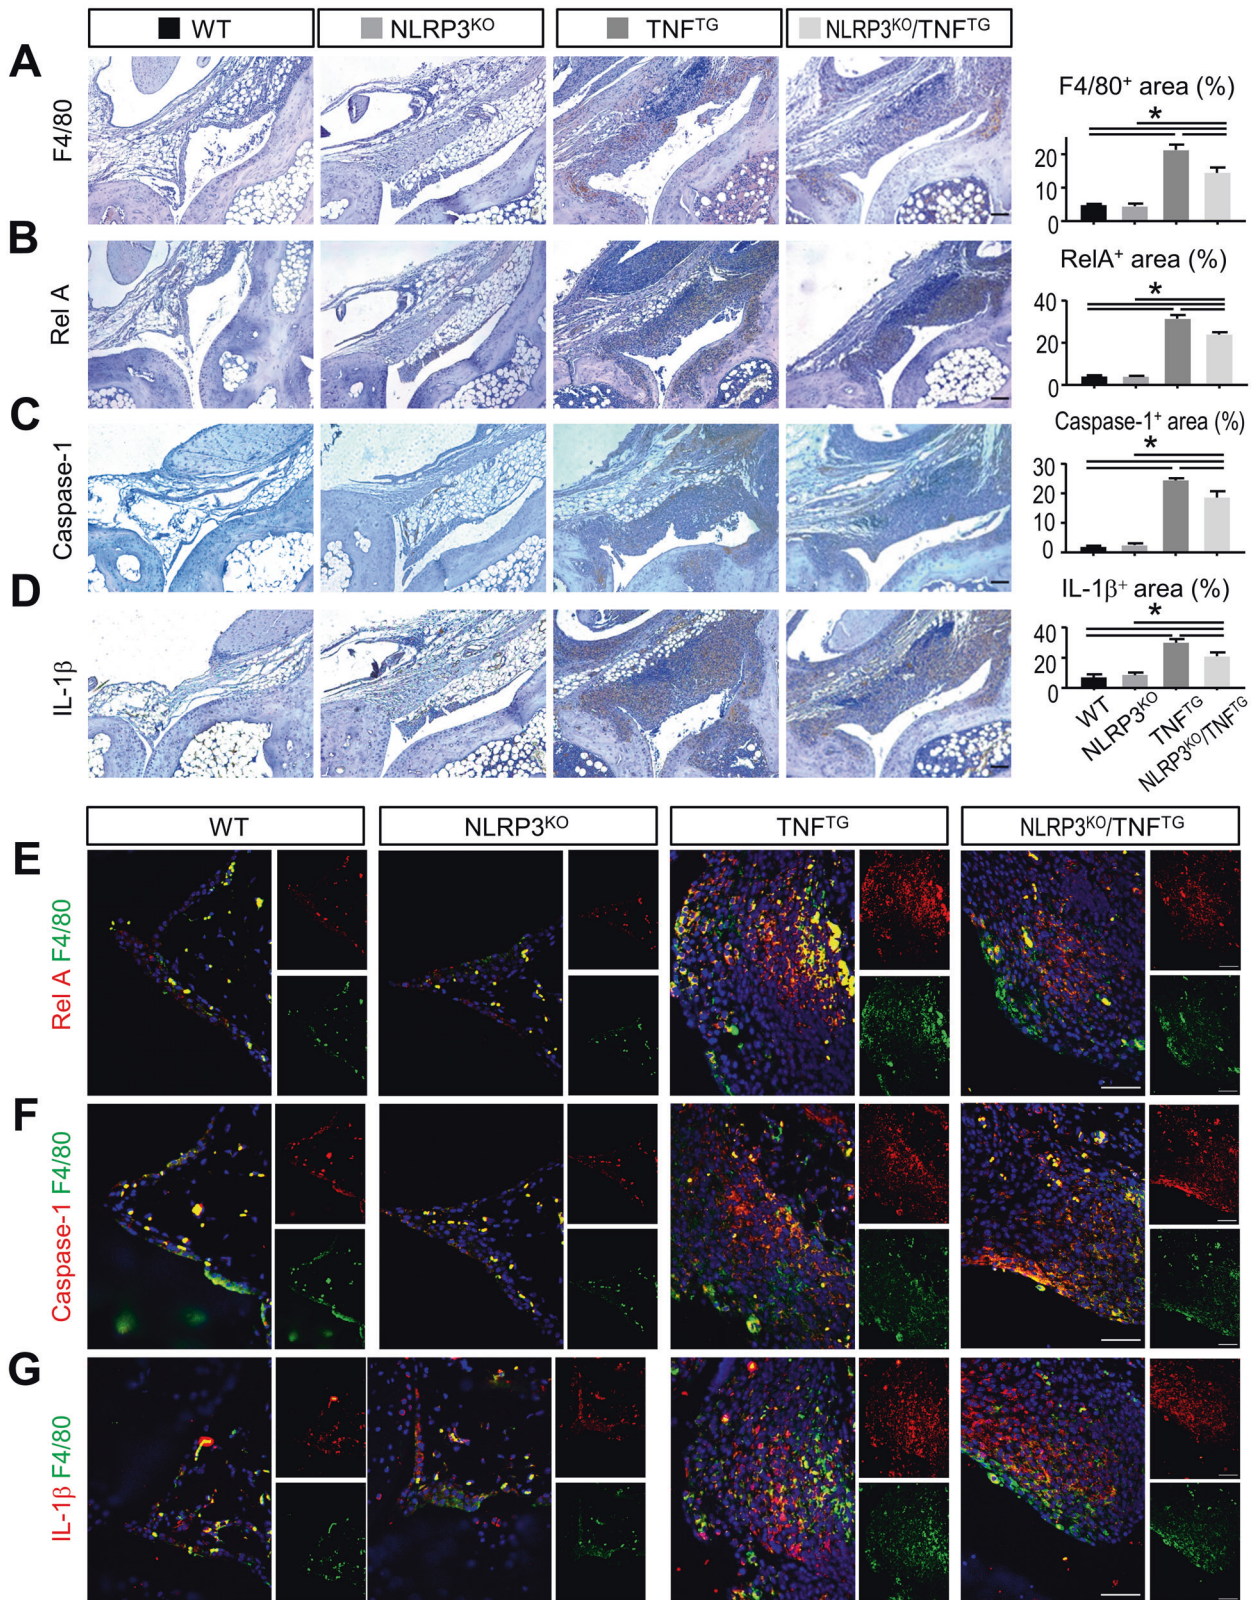 WT NLRP3ᴷᴼ TNFᵀᴳ NLRP3ᴷᴼ/TNFᵀᴳ
A
F4/80
F4/80⁺ area (%)
*
20
10
0
B
Rel A
RelA⁺ area (%)
*
40
20
0
C
Caspase-1
Caspase-1⁺ area (%)
*
30
20
10
0
D
IL-1β
IL-1β⁺ area (%)
*
40
20
0
WT
NLRP3ᴷᴼ
TNFᵀᴳ
NLRP3ᴷᴼ/TNFᵀᴳ
WT NLRP3ᴷᴼ TNFᵀᴳ NLRP3ᴷᴼ/TNFᵀᴳ
E
Rel A F4/80
F
Caspase-1 F4/80
G
IL-1β F4/80